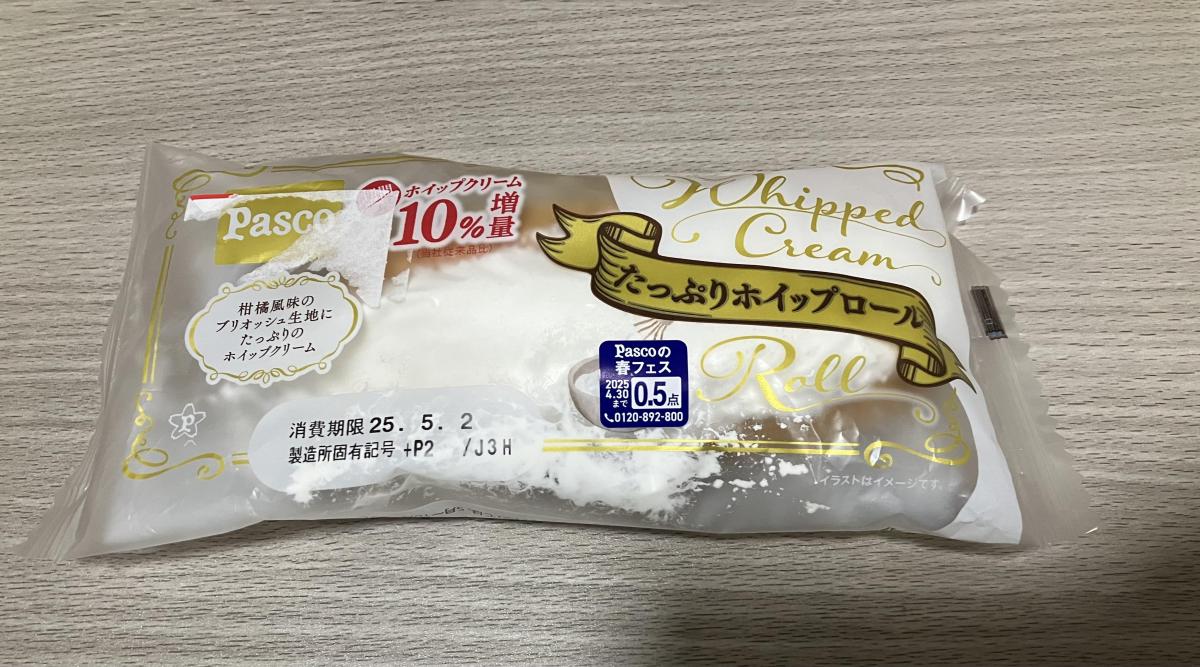 Pasco
ホイップクリーム
10%増量
(当社従来品比)
Whipped
Cream
たっぷりホイップロール
Roll
柑橘風味の
ブリオッシュ生地に
たっぷりの
ホイップクリーム
Pascoの
春フェス
2025
4.30
まで
0.5点
0120-892-800
P
消費期限 25. 5. 2
製造所固有記号 +P2 /J3H
イラストはイメージです。